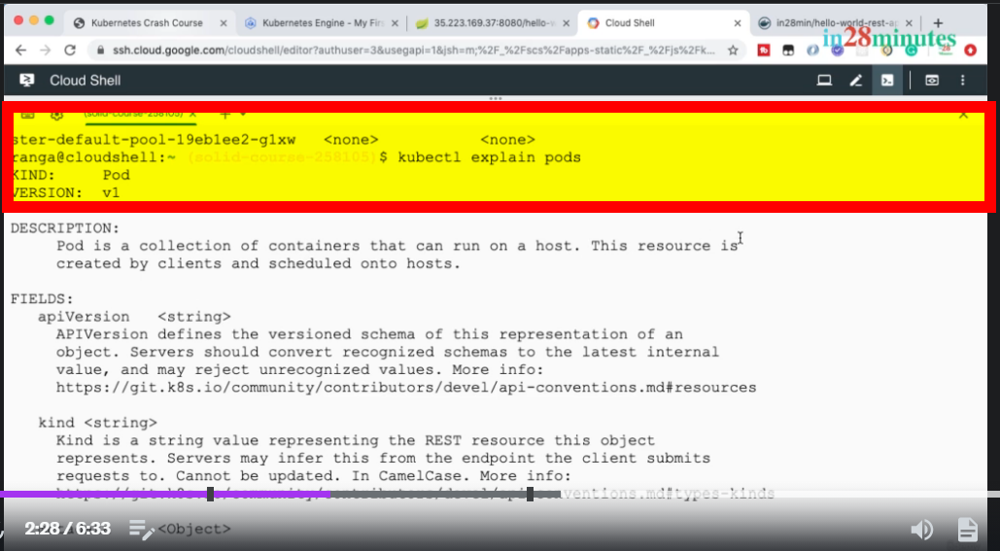 Kubernetes Crash Course
Kubernetes Engine - My Firs
35.223.169.37:8080/hello-w
Cloud Shell
in28min/hello-world-rest-ap
ssh.cloud.google.com/cloudshell/editor?authuser=3&usegapi=1&jsh=m;%2F_%2Fscs%2Fapps-static%2F_%2Fjs%2Fk...
in28minutes
Cloud Shell
(solid-course-258105)
ster-default-pool-19eb1ee2-g1xw <none> <none>
ranga@cloudshell:~ (solid-course-258105)$ kubectl explain pods
KIND: Pod
VERSION: v1
DESCRIPTION:
Pod is a collection of containers that can run on a host. This resource is
created by clients and scheduled onto hosts.
FIELDS:
apiVersion <string>
APIVersion defines the versioned schema of this representation of an
object. Servers should convert recognized schemas to the latest internal
value, and may reject unrecognized values. More info:
https://git.k8s.io/community/contributors/devel/api-conventions.md#resources
kind <string>
Kind is a string value representing the REST resource this object
represents. Servers may infer this from the endpoint the client submits
requests to. Cannot be updated. In CamelCase. More info:
https://git.k8s.io/community/contributors/devel/api-conventions.md#types-kinds
2:28 / 6:33
<Object>